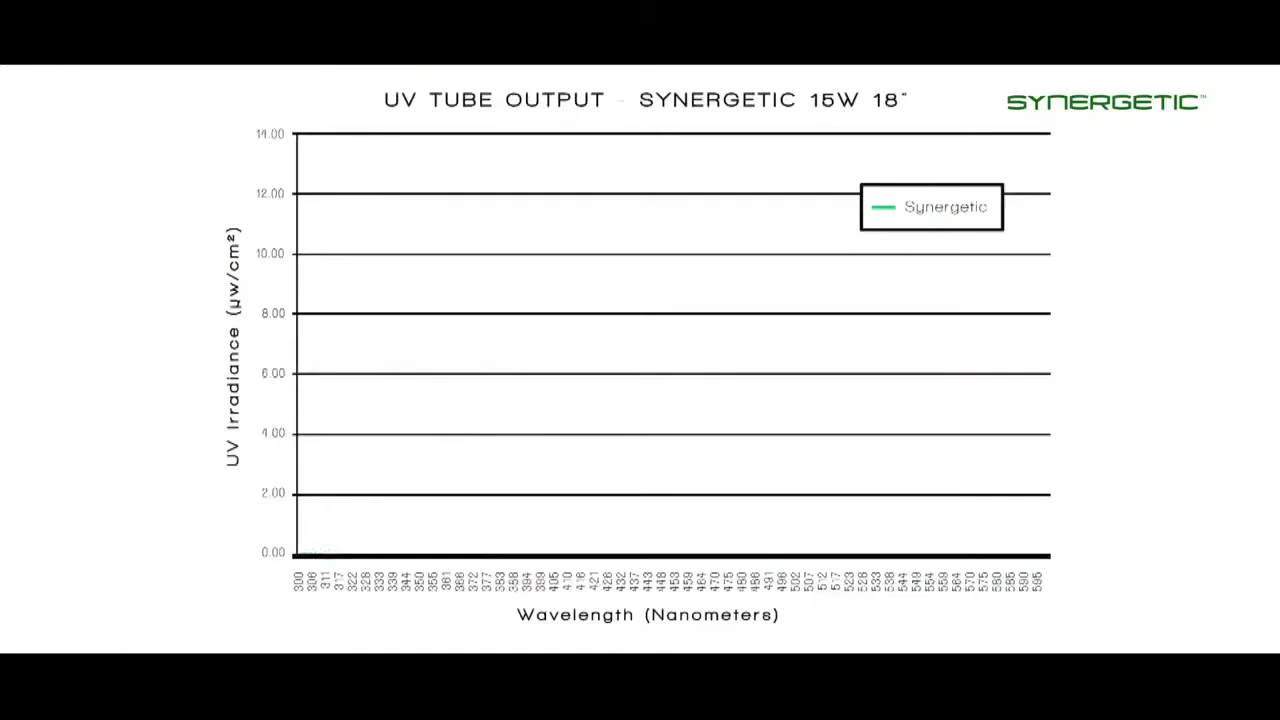 UV TUBE OUTPUT - SYNERGETIC 15W 18"
SYNERGETIC™
14.00
12.00
Synergetic
10.00
8.00
6.00
4.00
2.00
0.00
UV Irradiance (µw/cm²)
300 306 311 317 322 328 333 339 344 350 355 361 366 372 377 383 388 394 399 405 410 416 421 426 432 437 443 448 453 459 464 470 475 480 486 491 496 502 507 512 517 523 528 533 538 544 549 554 559 564 570 575 580 585 590 595
Wavelength (Nanometers)